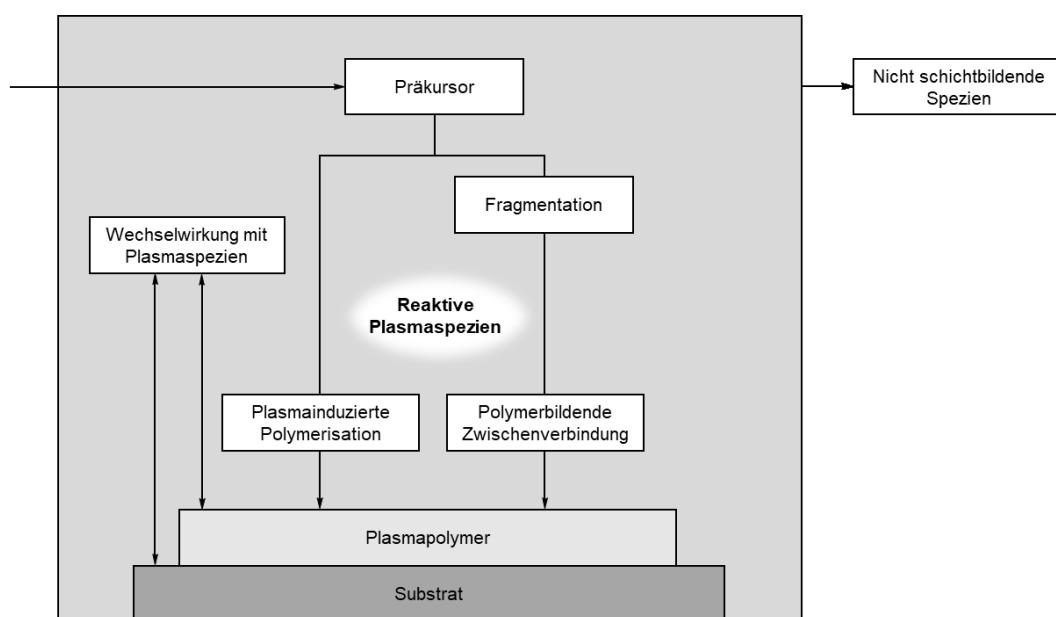 Präkursor
Nicht schichtbildende
Spezien
Fragmentation
Wechselwirkung mit
Plasmaspezien
Reaktive
Plasmaspezien
Plasmainduzierte
Polymerisation
Polymerbildende
Zwischenverbindung
Plasmapolymer
Substrat